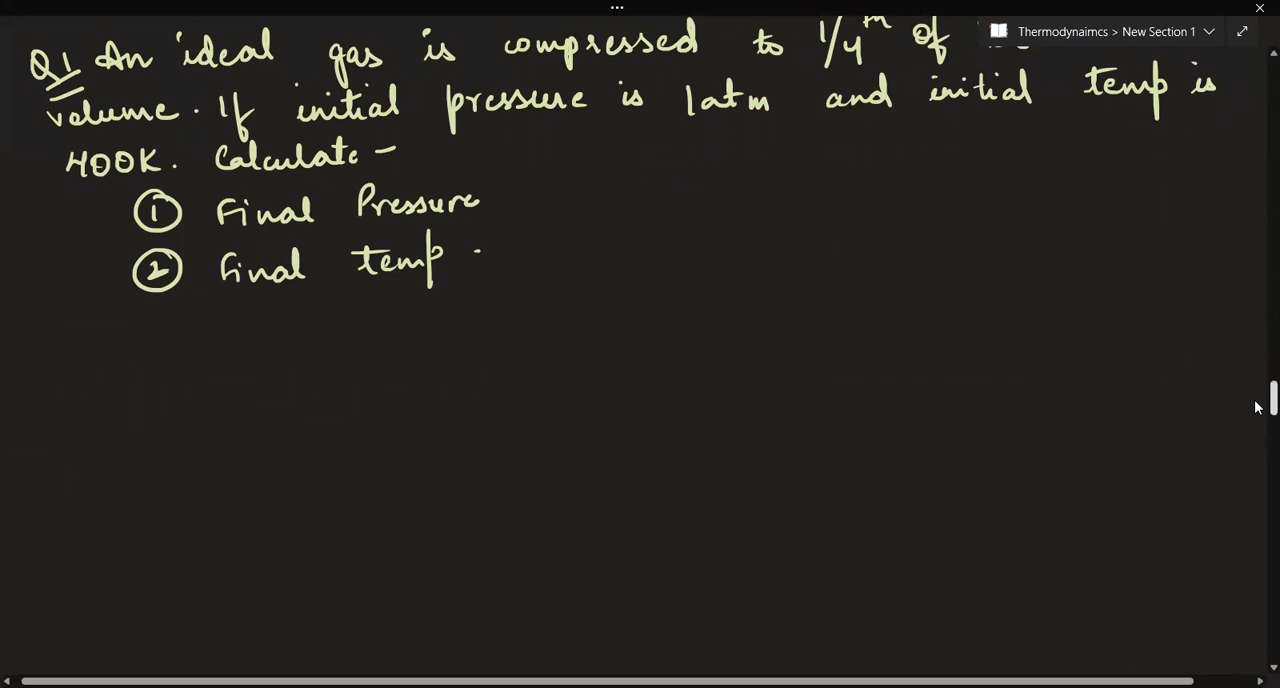 Thermodynaimcs > New Section 1
Q1 An ideal gas is compressed to 1/4th of
volume. If initial pressure is 1atm and initial temp is
400K. Calculate -
① Final Pressure
② Final temp.